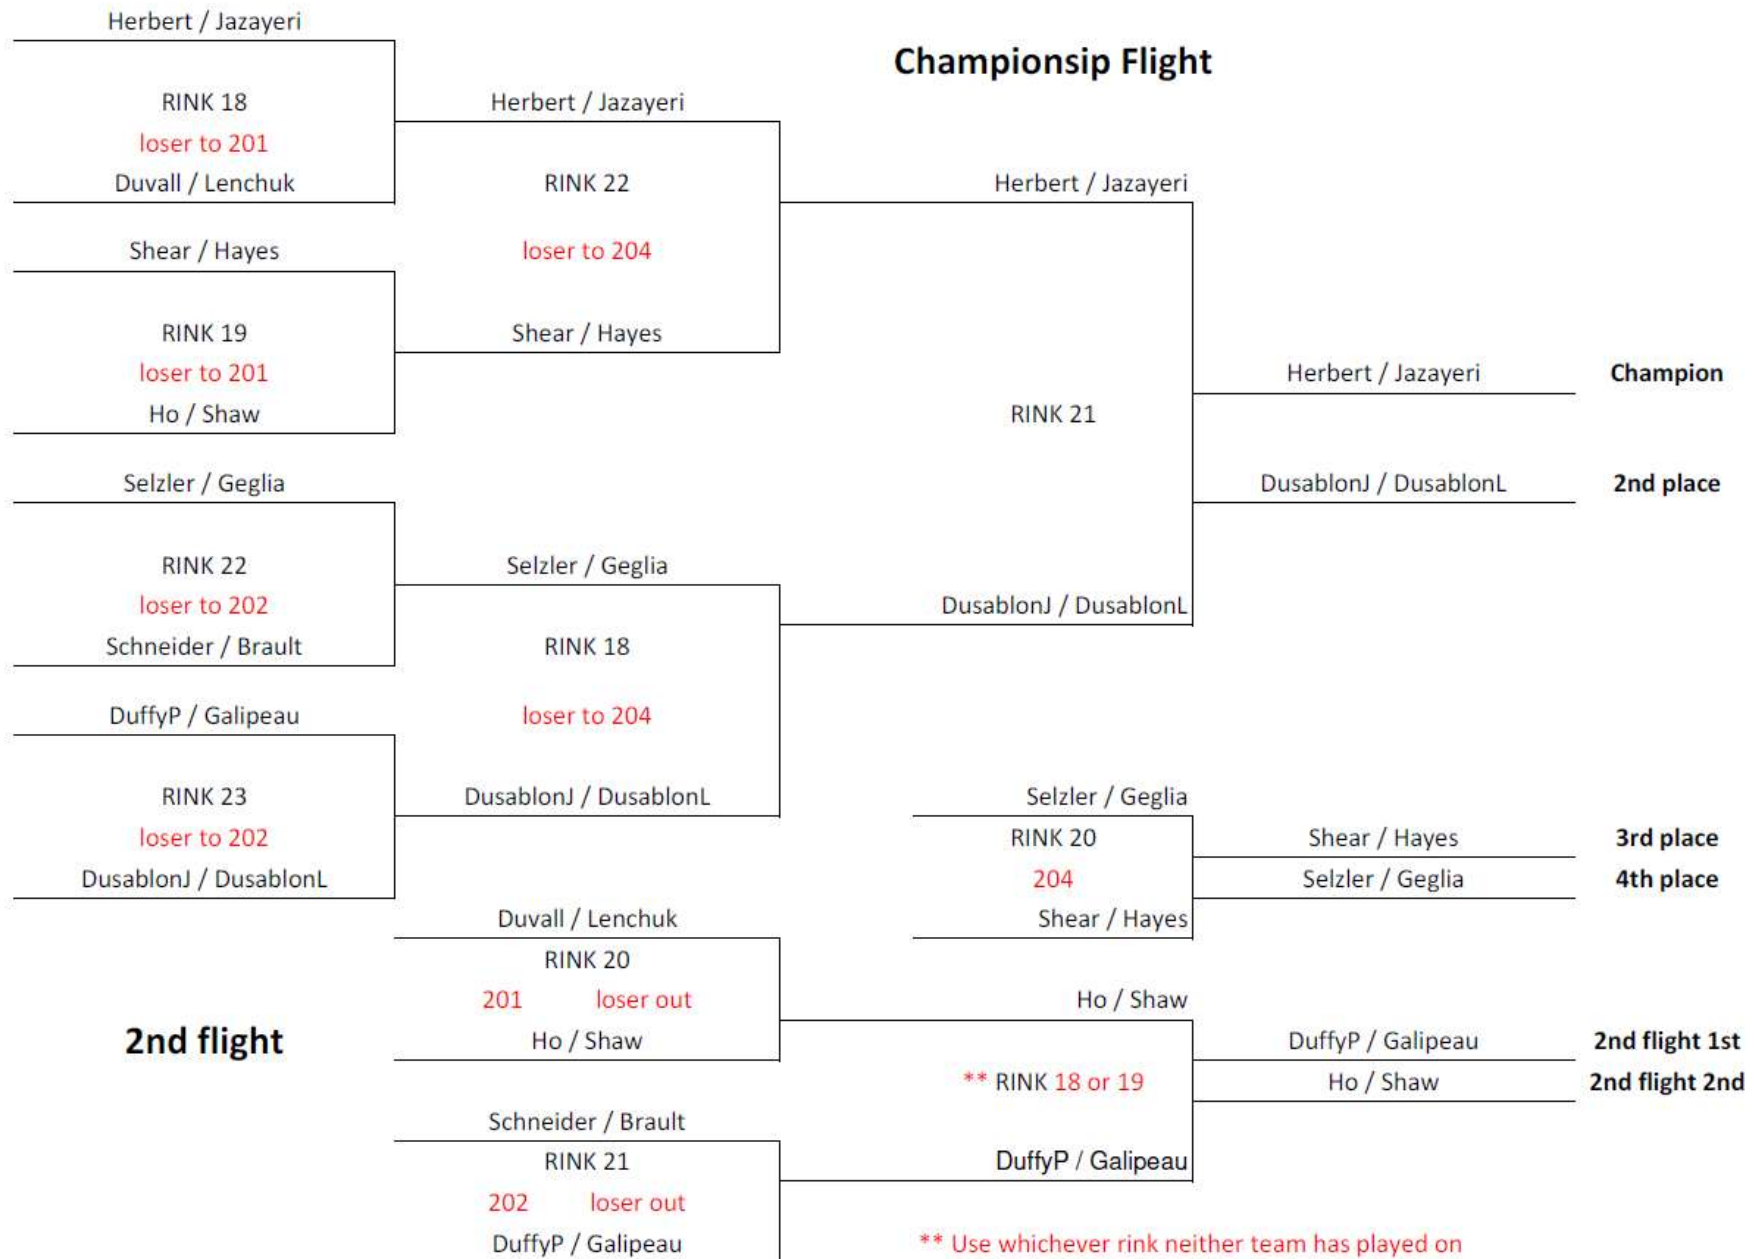 Herbert / Jazayeri
Championsip Flight
RINK 18
Herbert / Jazayeri
loser to 201
Duvall / Lenchuk
RINK 22
Herbert / Jazayeri
Shear / Hayes
loser to 204
RINK 19
Shear / Hayes
loser to 201
Herbert / Jazayeri
Champion
Ho / Shaw
RINK 21
Selzler / Geglia
DusablonJ / DusablonL
2nd place
RINK 22
Selzler / Geglia
loser to 202
DusablonJ / DusablonL
Schneider / Brault
RINK 18
DuffyP / Galipeau
loser to 204
RINK 23
DusablonJ / DusablonL
Selzler / Geglia
loser to 202
RINK 20
Shear / Hayes
3rd place
DusablonJ / DusablonL
204
Selzler / Geglia
4th place
Duvall / Lenchuk
Shear / Hayes
RINK 20
201 loser out
Ho / Shaw
2nd flight
Ho / Shaw
DuffyP / Galipeau
2nd flight 1st
** RINK 18 or 19
Ho / Shaw
2nd flight 2nd
Schneider / Brault
RINK 21
DuffyP / Galipeau
202 loser out
DuffyP / Galipeau
** Use whichever rink neither team has played on